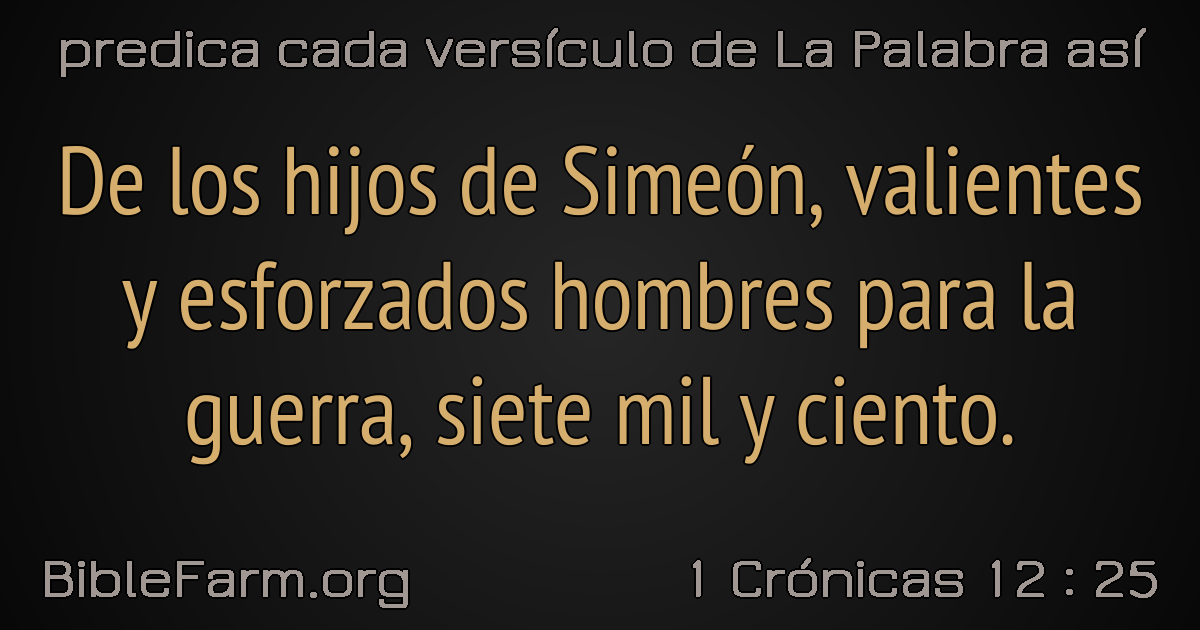 predica cada versículo de La Palabra así
De los hijos de Simeón, valientes
y esforzados hombres para la
guerra, siete mil y ciento.
BibleFarm.org
1 Crónicas 12 : 25